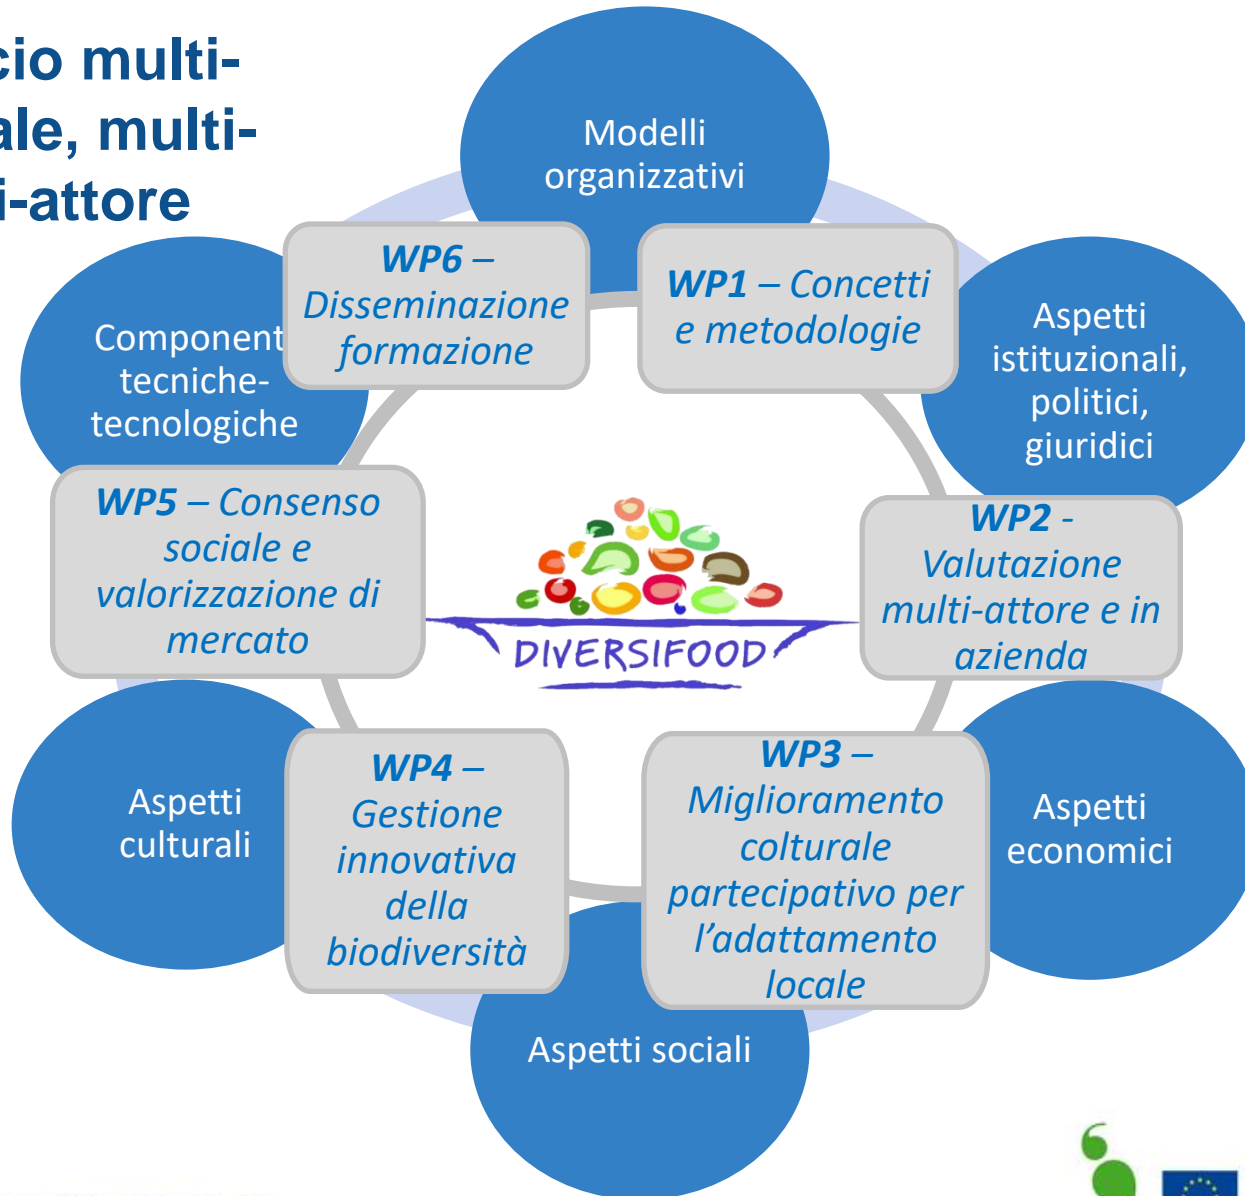 cio multi-
ale, multi-
i-attore
Modelli
organizzativi
WP6 –
Disseminazione
formazione
WP1 – Concetti
e metodologie
Component
tecniche-
tecnologiche
Aspetti
istituzionali,
politici,
giuridici
WP5 – Consenso
sociale e
valorizzazione di
mercato
WP2 -
Valutazione
multi-attore e in
azienda
DIVERSIFOOD
WP4 –
Gestione
innovativa
della
biodiversità
WP3 –
Miglioramento
colturale
partecipativo per
l’adattamento
locale
Aspetti
culturali
Aspetti
economici
Aspetti sociali